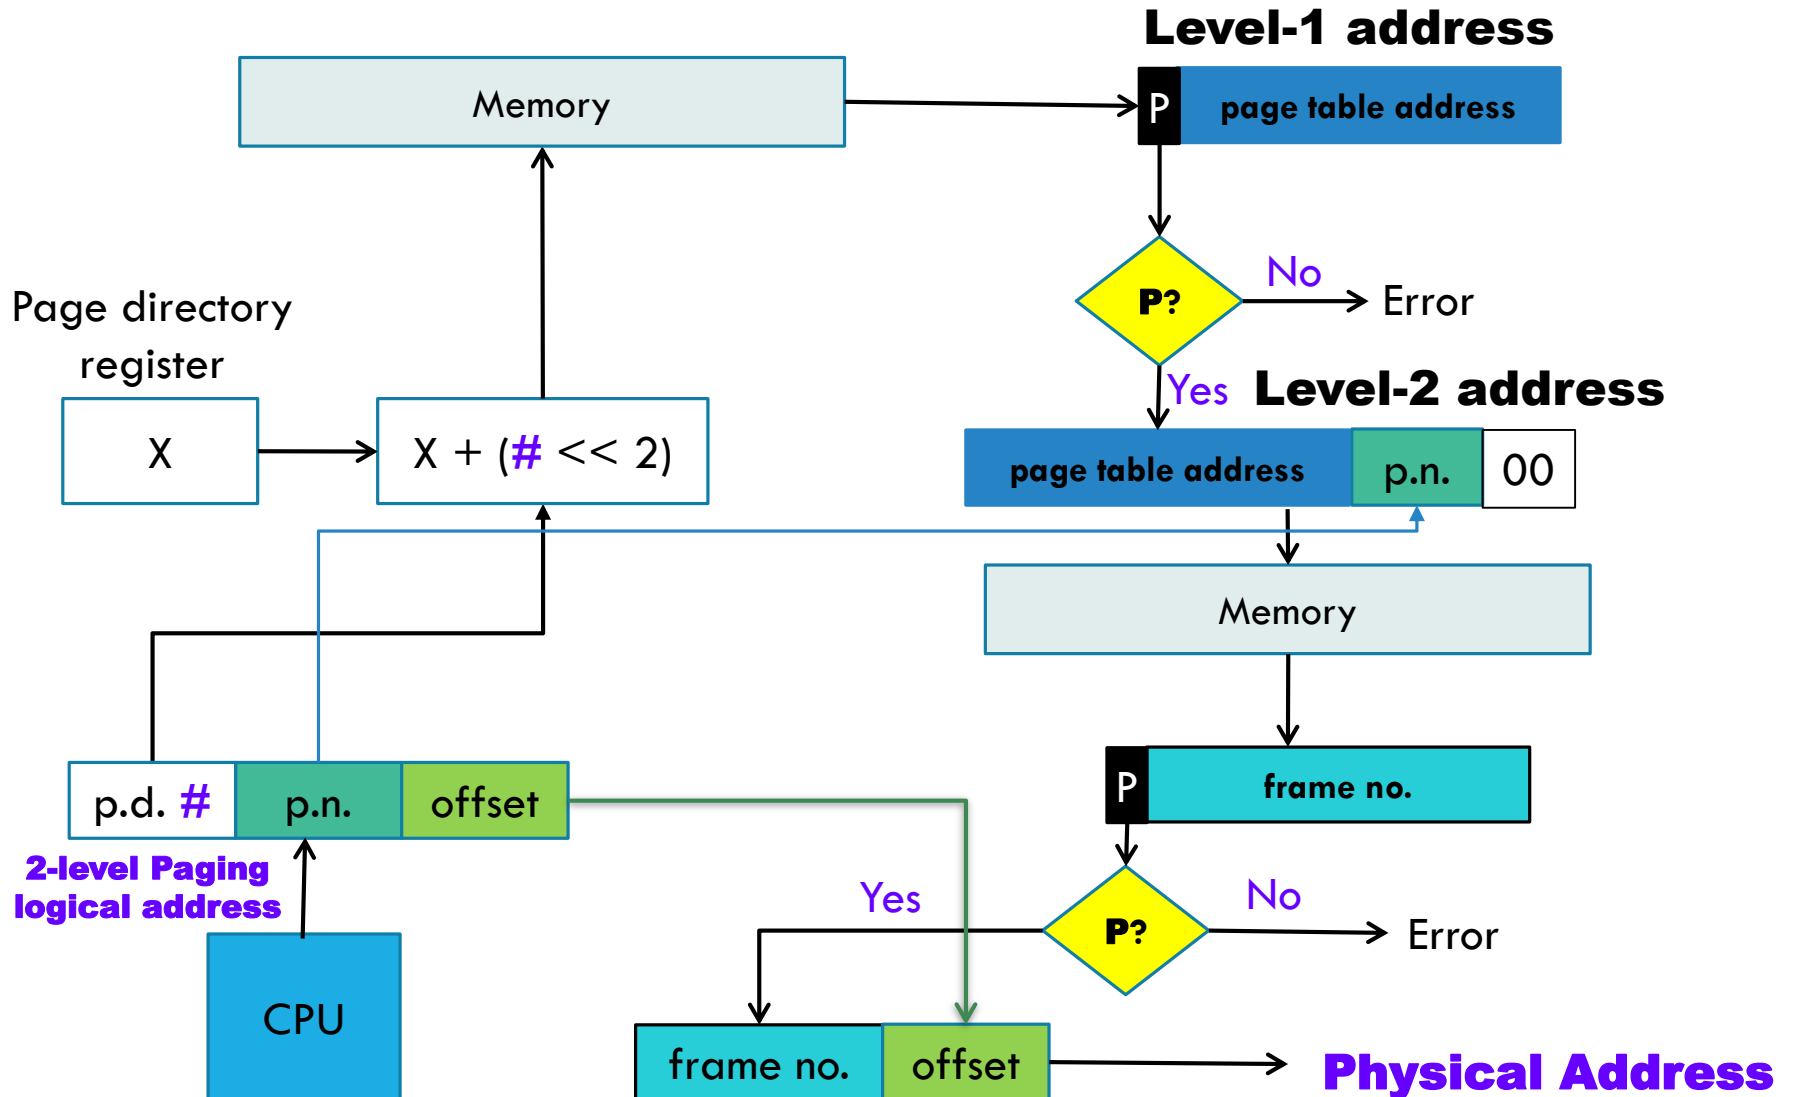 Level-1 address
Memory
P page table address
P?
No
Error
Page directory
register
Yes
Level-2 address
X
X + (# << 2)
page table address p.n. 00
Memory
p.d. # p.n. offset
P frame no.
2-level Paging
logical address
Yes
P?
No
Error
CPU
frame no. offset
Physical Address